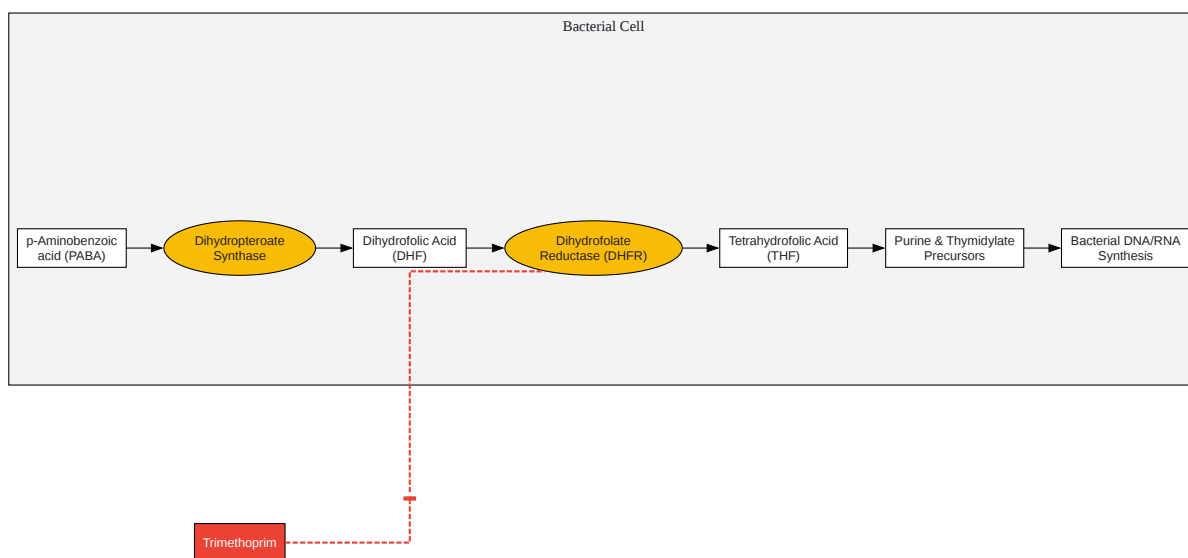 Bacterial Cell
p-Aminobenzoic
acid (PABA)
Dihydropteroate
Synthase
Dihydrofolic Acid
(DHF)
Dihydrofolate
Reductase (DHFR)
Tetrahydrofolic Acid
(THF)
Purine & Thymidylate
Precursors
Bacterial DNA/RNA
Synthesis
Trimethoprim